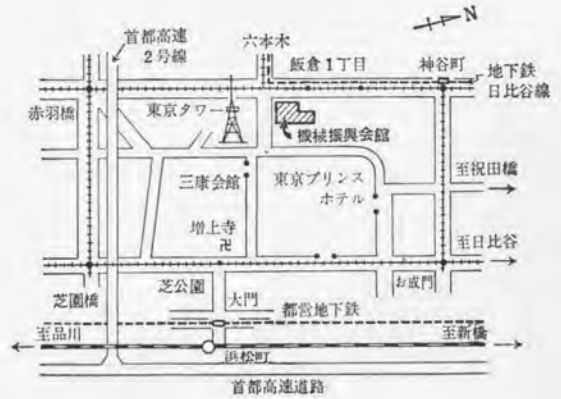 N
首都高速
2号線
六本木
飯倉1丁目
神谷町
地下鉄
日比谷線
赤羽橋
東京タワー
機械振興会館
至祝田橋
三康会館
東京プリンス
ホテル
増上寺
卍
至日比谷
芝園橋
芝公園
大門
お成門
都営地下鉄
至品川
至新橋
浜松町
首都高速道路